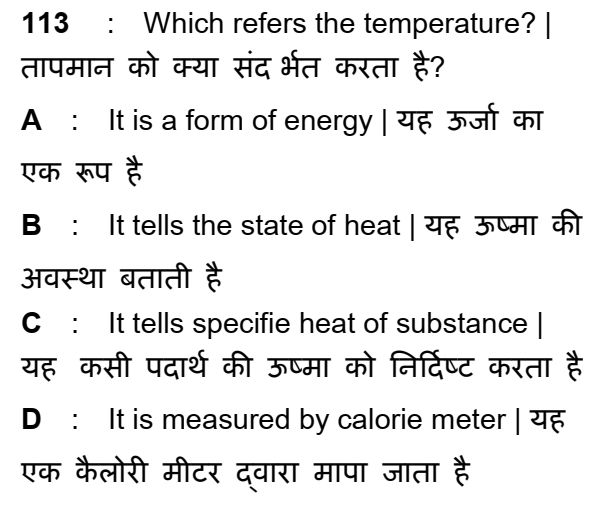 113 : Which refers the temperature? |
तापमान को क्या संद र्भत करता है?
A : It is a form of energy | यह ऊर्जा का
एक रूप है
B : It tells the state of heat | यह ऊष्मा की
अवस्था बताती है
C : It tells specifie heat of substance |
यह कसी पदार्थ की ऊष्मा को निर्दिष्ट करता है
D : It is measured by calorie meter | यह
एक कैलोरी मीटर द्वारा मापा जाता है